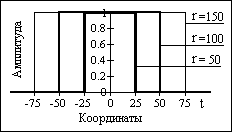 Амплитуда
1
0.8
0.6
0.4
0.2
0
r = 150
r = 100
r = 50
-75 -50 -25 0 25 50 75 t
Координаты